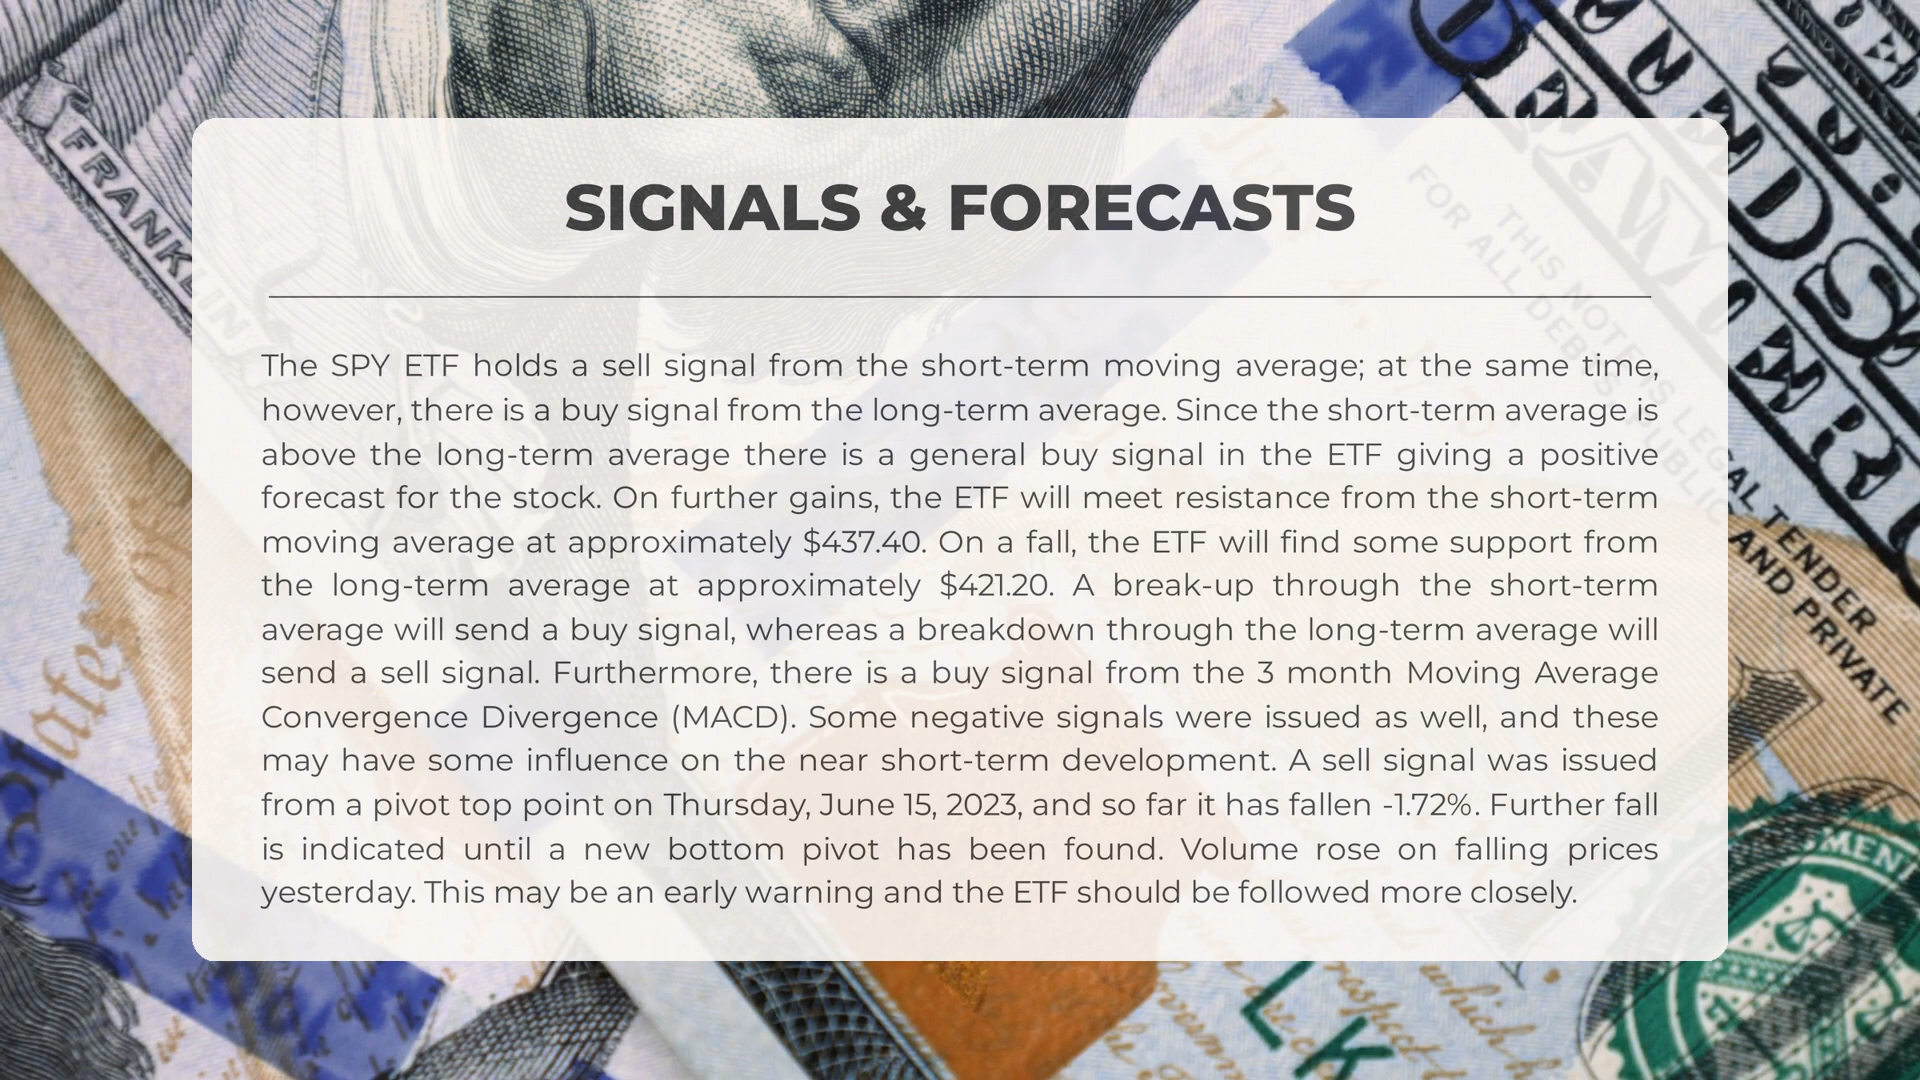 FRANKLIN
SIGNALS & FORECASTS
The SPY ETF holds a sell signal from the short-term moving average; at the same time,
however, there is a buy signal from the long-term average. Since the short-term average is
above the long-term average there is a general buy signal in the ETF giving a positive
forecast for the stock. On further gains, the ETF will meet resistance from the short-term
moving average at approximately $437.40. On a fall, the ETF will find some support from
the long-term average at approximately $421.20. A break-up through the short-term
average will send a buy signal, whereas a breakdown through the long-term average will
send a sell signal. Furthermore, there is a buy signal from the 3 month Moving Average
Convergence Divergence (MACD). Some negative signals were issued as well, and these
may have some influence on the near short-term development. A sell signal was issued
from a pivot top point on Thursday, June 15, 2023, and so far it has fallen -1.72%. Further fall
is indicated until a new bottom pivot has been found. Volume rose on falling prices
yesterday. This may be an early warning and the ETF should be followed more closely.
THIS NOTE IS LEGAL TENDER
FOR ALL DEBTS PUBLIC AND PRIVATE
LK
which
respect